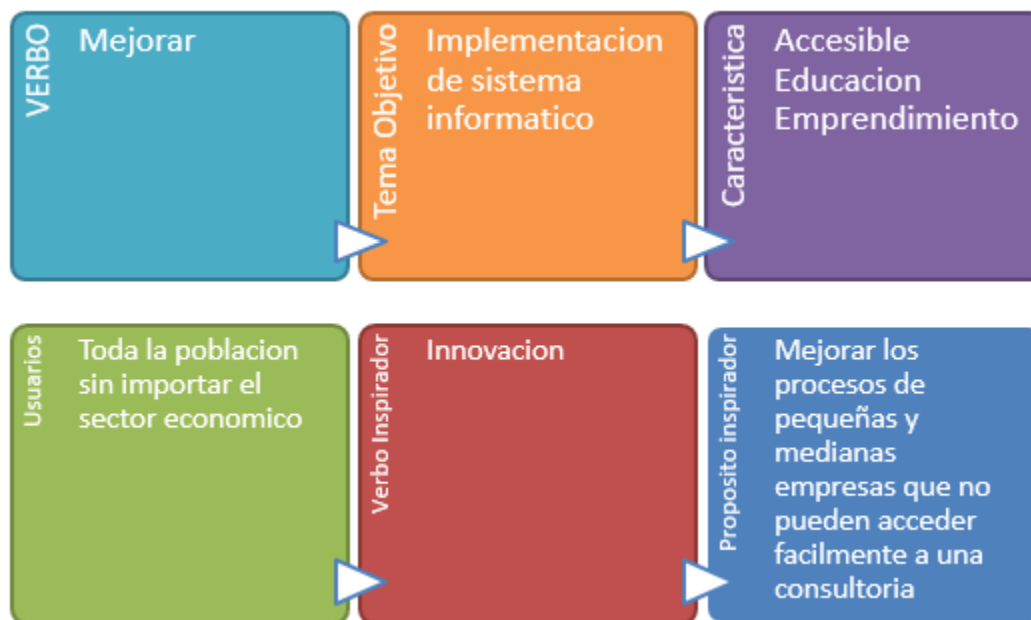 VERBO
Mejorar
Tema Objetivo
Implementacion
de sistema
informatico
Caracteristica
Accesible
Educacion
Emprendimiento
Usuarios
Toda la poblacion
sin importar el
sector economico
Verbo Inspirador
Innovacion
Proposito inspirador
Mejorar los
procesos de
pequeñas y
medianas
empresas que no
pueden acceder
facilmente a una
consultoria